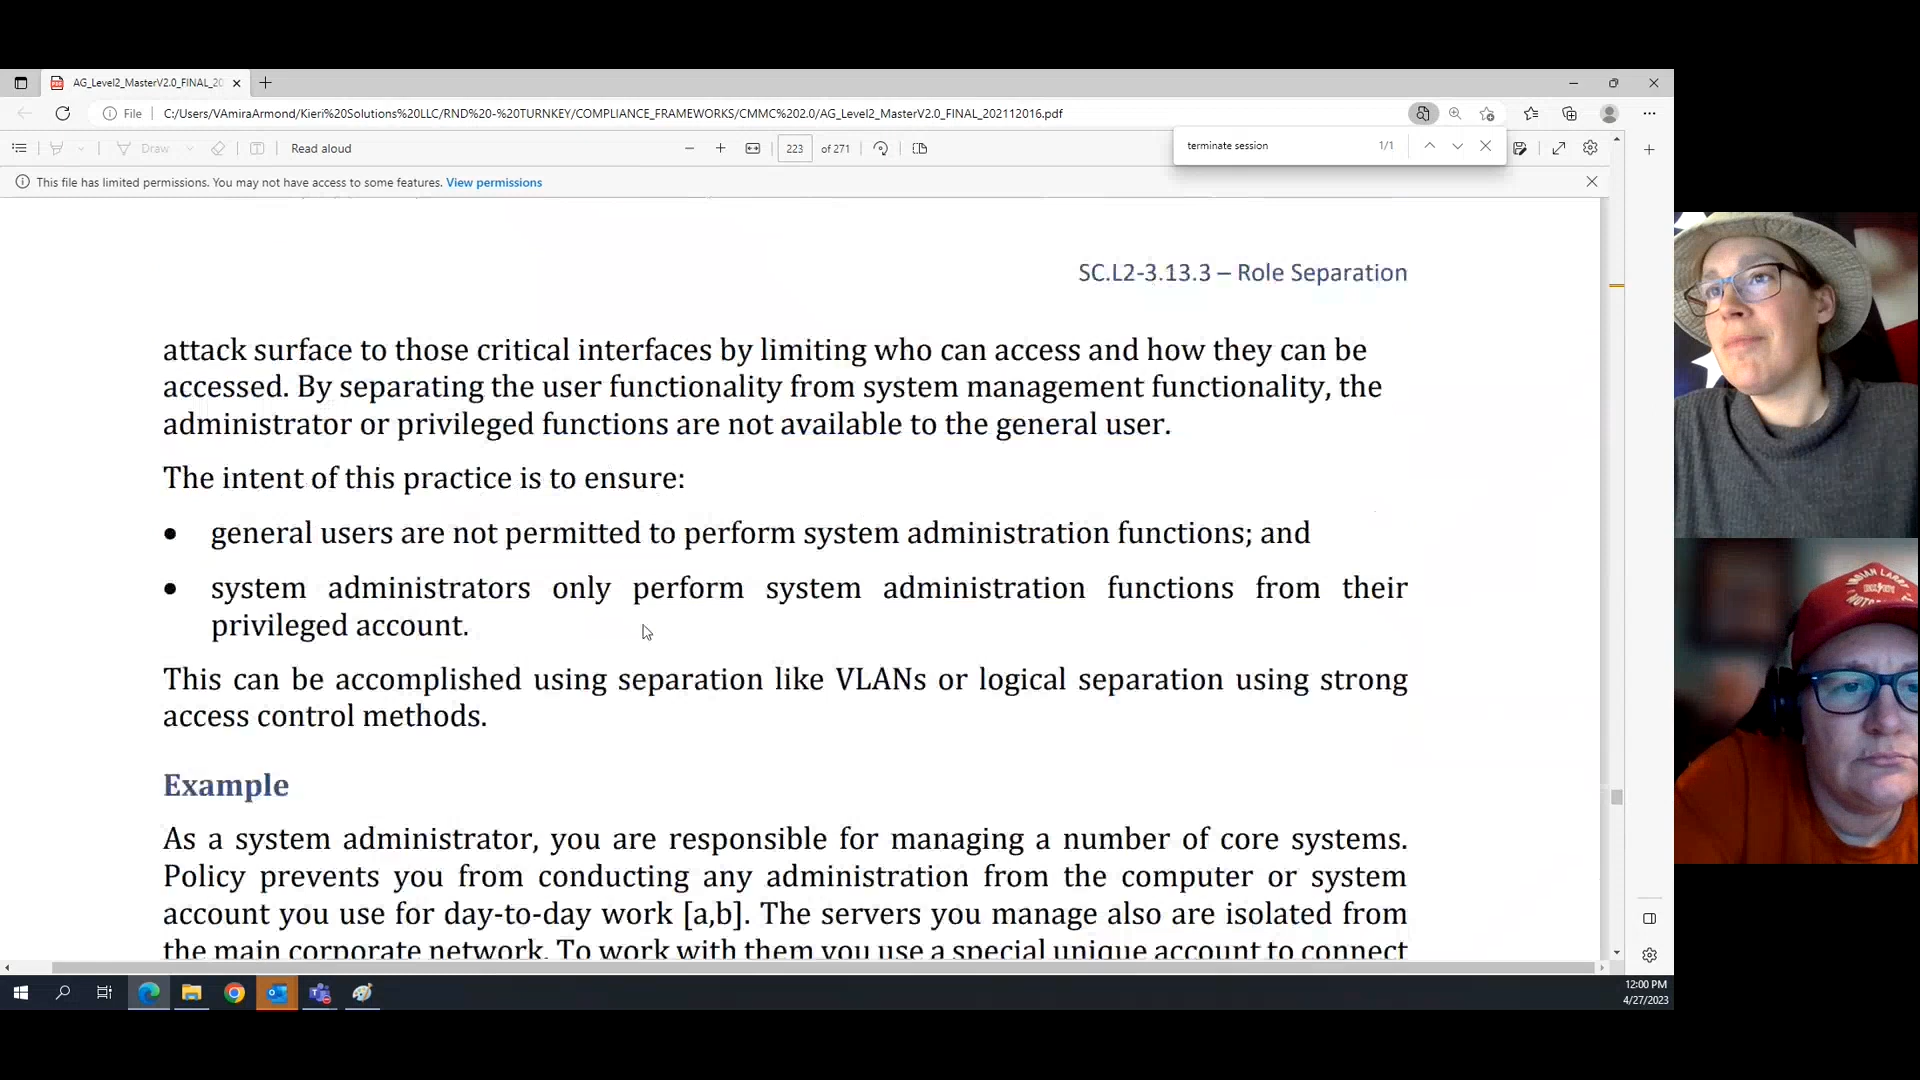 AG_Level2_MasterV2.0_FINAL_20
File C:/Users/VAmiraArmond/Kieri%20Solutions%20LLC/RND%20-%20TURNKEY/COMPLIANCE_FRAMEWORKS/CMMC%202.0/AG_Level2_MasterV2.0_FINAL_202112016.pdf
Draw Read aloud 223 of 271
terminate session 1/1
This file has limited permissions. You may not have access to some features. View permissions
SC.L2-3.13.3 – Role Separation
attack surface to those critical interfaces by limiting who can access and how they can be
accessed. By separating the user functionality from system management functionality, the
administrator or privileged functions are not available to the general user.
The intent of this practice is to ensure:
• general users are not permitted to perform system administration functions; and
• system administrators only perform system administration functions from their
privileged account.
This can be accomplished using separation like VLANs or logical separation using strong
access control methods.
Example
As a system administrator, you are responsible for managing a number of core systems.
Policy prevents you from conducting any administration from the computer or system
account you use for day-to-day work [a,b]. The servers you manage also are isolated from
the main corporate network. To work with them you use a special unique account to connect
12:00 PM
4/27/2023
INDIAN LARRY